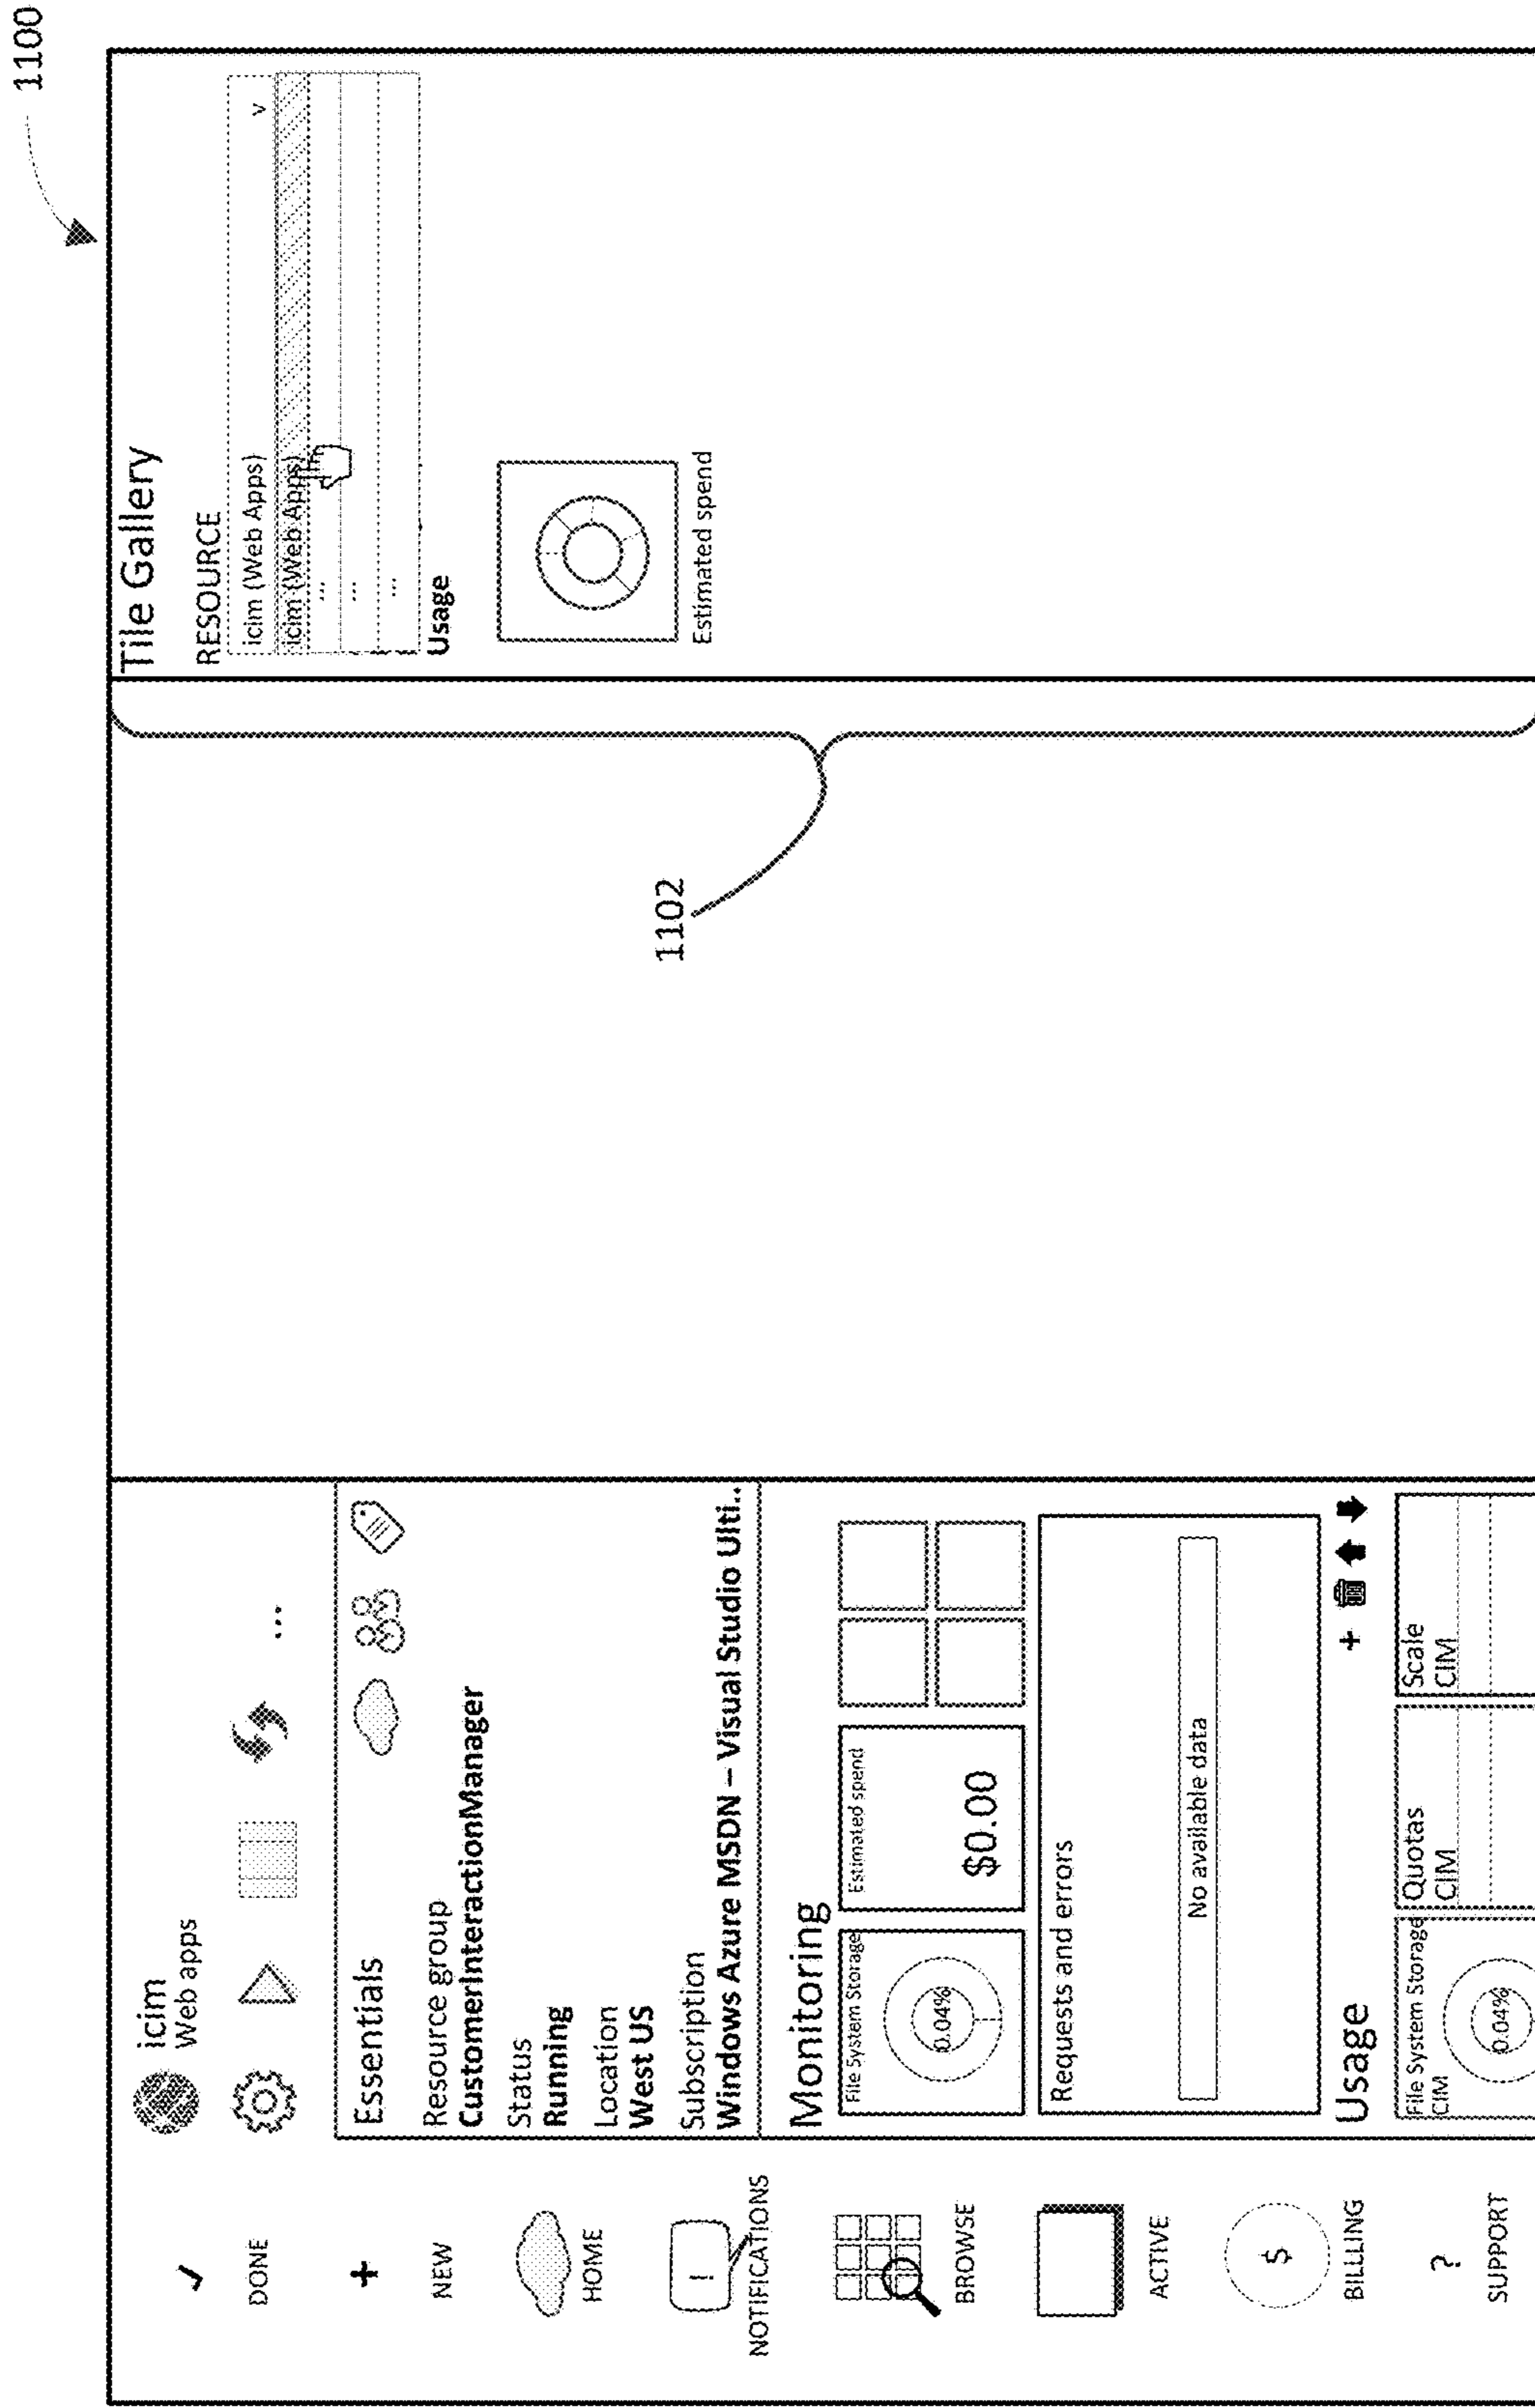 1100
DONE
NEW
HOME
!
NOTIFICATIONS
BROWSE
ACTIVE
$
BILLLING
?
SUPPORT
icim
Web apps
...
Essentials
Resource group
CustomerInteractionManager
Status
Running
Location
West US
Subscription
Windows Azure MSDN – Visual Studio Ulti..
Monitoring
File System Storage
0.04%
Estimated spend
$0.00
Requests and errors
No available data
Usage
File System Storage
CIM
0.04%
Quotas
CIM
Scale
CIM
1102
Tile Gallery
RESOURCE
icim (Web Apps) v
icim (Web Apps)
...
...
...
Usage
Estimated spend